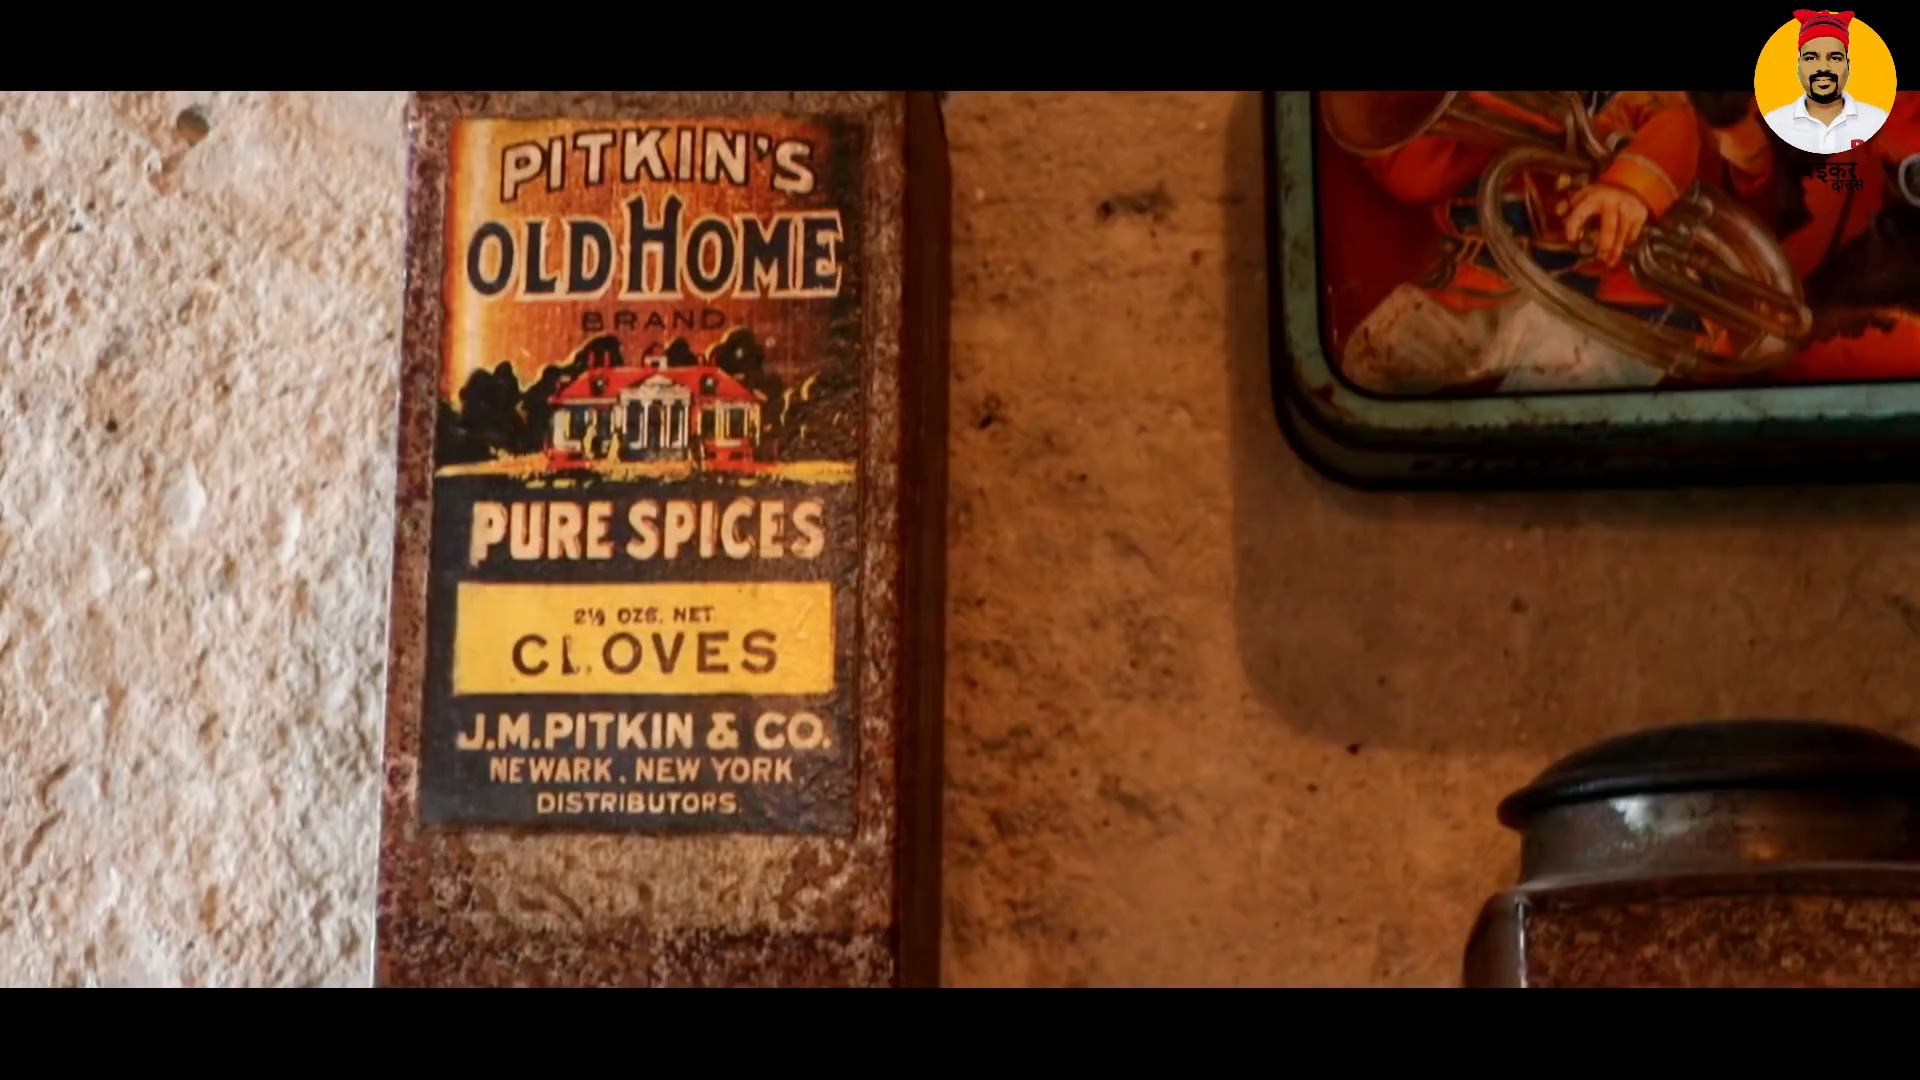 PITKIN'S
OLD HOME
BRAND
PURE SPICES
2½ OZS. NET
CLOVES
J.M. PITKIN & CO.
NEWARK, NEW YORK
DISTRIBUTORS.
दादूस